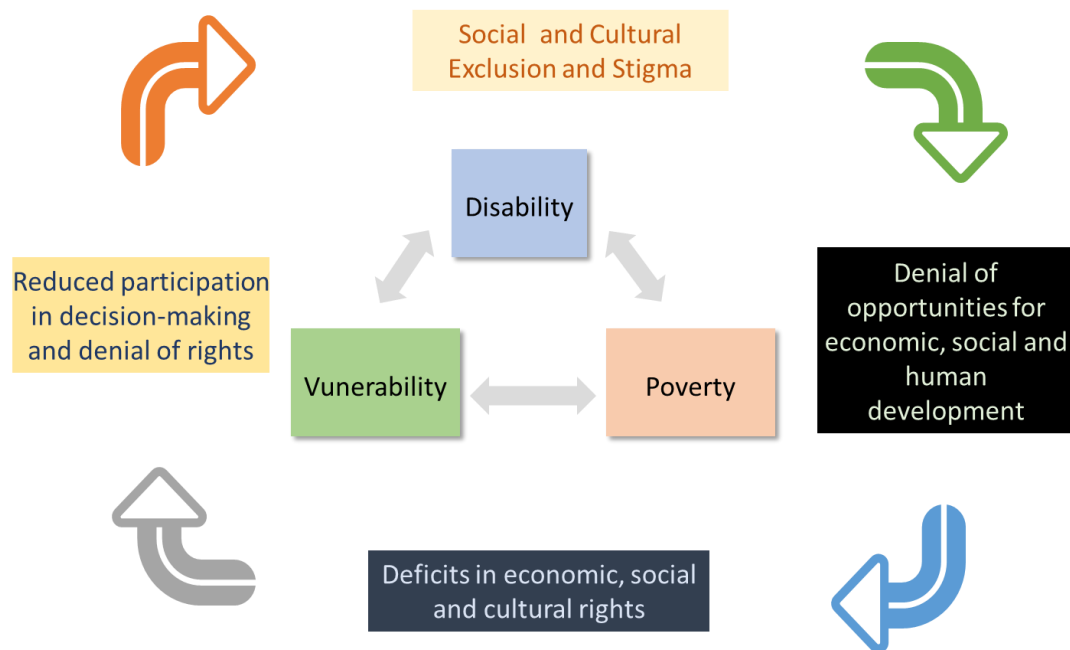 Social and Cultural
Exclusion and Stigma
Disability
Reduced participation
in decision-making
and denial of rights
Vunerability
Poverty
Denial of
opportunities for
economic, social and
human
development
Deficits in economic, social
and cultural rights